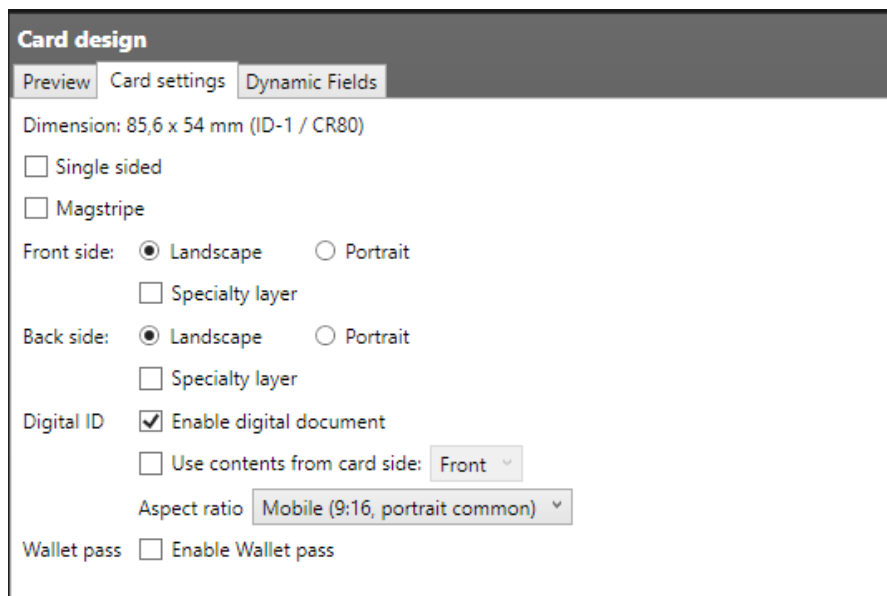 Card design
Preview Card settings Dynamic Fields
Dimension: 85,6 x 54 mm (ID-1 / CR80)
Single sided
Magstripe
Front side: Landscape Portrait
Specialty layer
Back side: Landscape Portrait
Specialty layer
Digital ID Enable digital document
Use contents from card side: Front
Aspect ratio Mobile (9:16, portrait common)
Wallet pass Enable Wallet pass